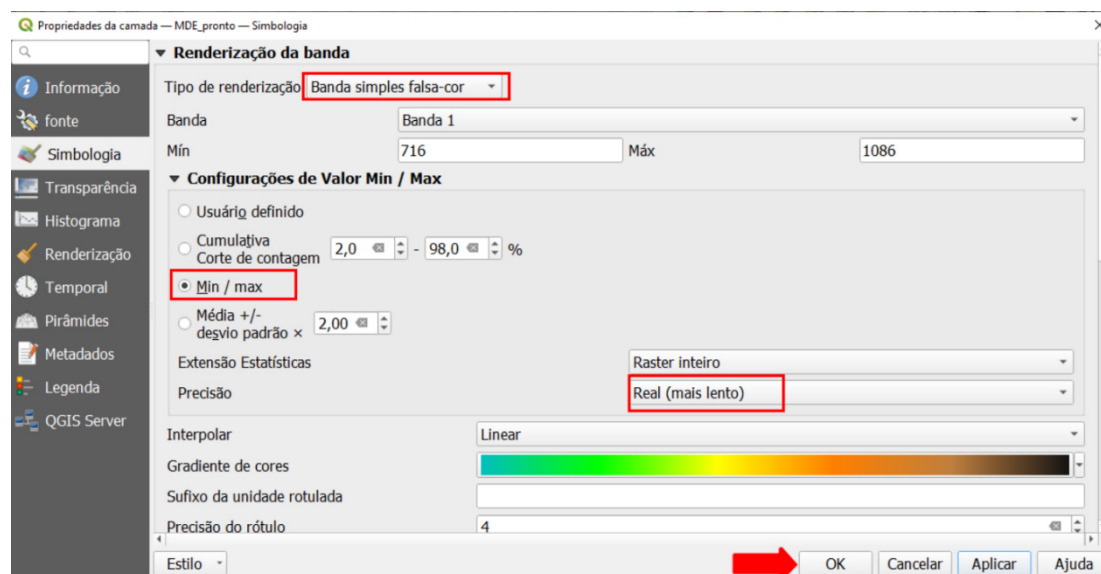 Propriedades da camada — MDE_pronto — Simbologia
Informação
fonte
Simbologia
Transparência
Histograma
Renderização
Temporal
Pirâmides
Metadados
Legenda
QGIS Server
Renderização da banda
Tipo de renderização Banda simples falsa-cor
Banda Banda 1
Mín 716 Máx 1086
Configurações de Valor Min / Max
Usuário definido
Cumulativa
Corte de contagem 2,0 - 98,0 %
Min / max
Média +/-
desvio padrão × 2,00
Extensão Estatísticas Raster inteiro
Precisão Real (mais lento)
Interpolar Linear
Gradiente de cores
Sufixo da unidade rotulada
Precisão do rótulo 4
Estilo OK Cancelar Aplicar Ajuda